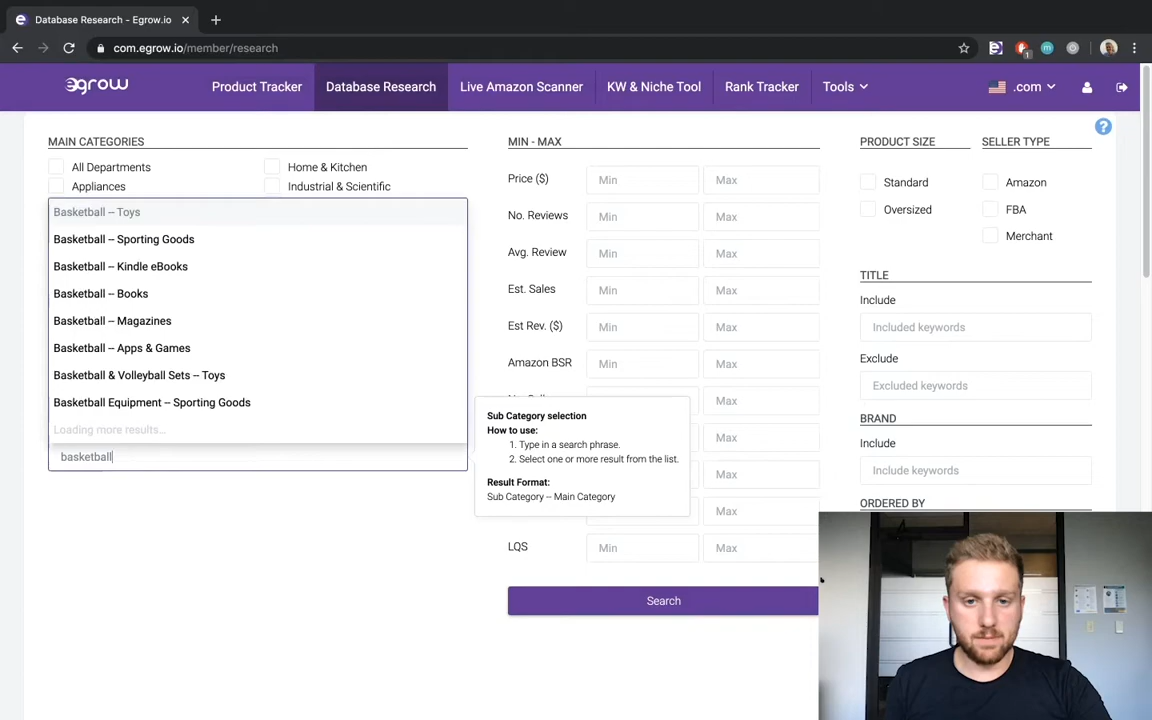 Database Research - Egrow.io
com.egrow.io/member/research
1
egrow
Product Tracker
Database Research
Live Amazon Scanner
KW & Niche Tool
Rank Tracker
Tools
.com
?
MAIN CATEGORIES
All Departments
Home & Kitchen
Appliances
Industrial & Scientific
Basketball -- Toys
Basketball -- Sporting Goods
Basketball -- Kindle eBooks
Basketball -- Books
Basketball -- Magazines
Basketball -- Apps & Games
Basketball & Volleyball Sets -- Toys
Basketball Equipment -- Sporting Goods
Loading more results...
basketball
MIN - MAX
Price ($) Min Max
No. Reviews Min Max
Avg. Review Min Max
Est. Sales Min Max
Est Rev. ($) Min Max
Amazon BSR Min Max
Max
Max
Max
Max
LQS Min Max
Sub Category selection
How to use:
1. Type in a search phrase.
2. Select one or more result from the list.
Result Format:
Sub Category -- Main Category
Search
PRODUCT SIZE
Standard
Oversized
SELLER TYPE
Amazon
FBA
Merchant
TITLE
Include
Included keywords
Exclude
Excluded keywords
BRAND
Include
Include keywords
ORDERED BY